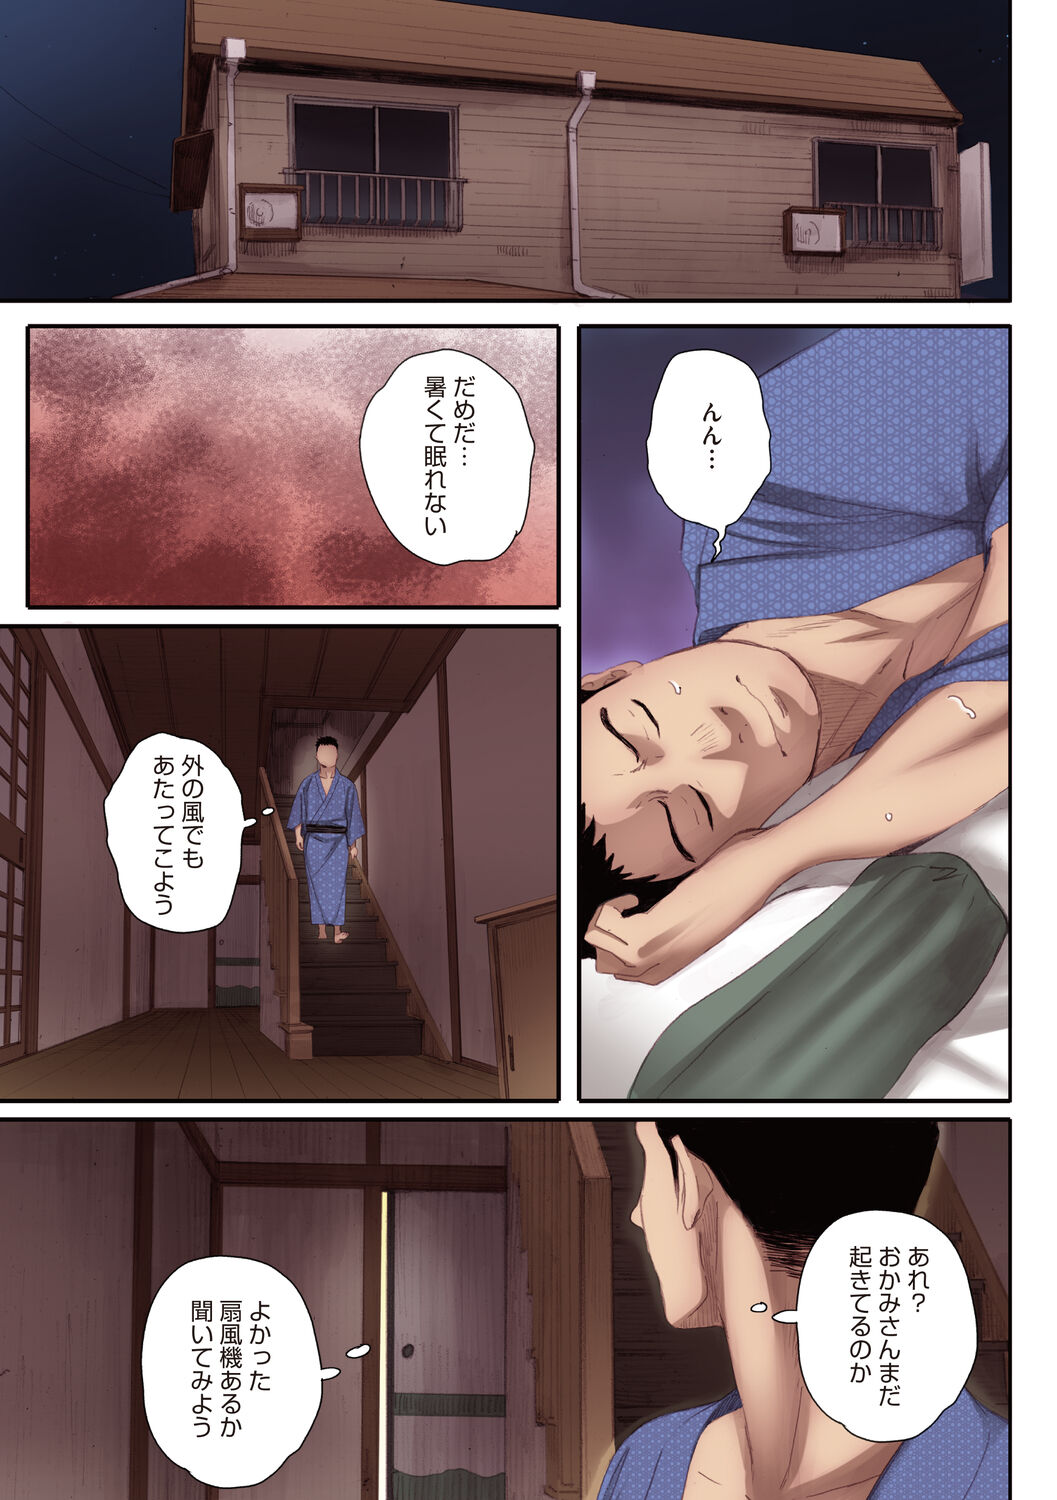 んん…
だめだ…
暑くて眠れない
外の風でも
あたってこよう
あれ？
おかみさんまだ
起きてるのか
よかった
扇風機あるか
聞いてみよう